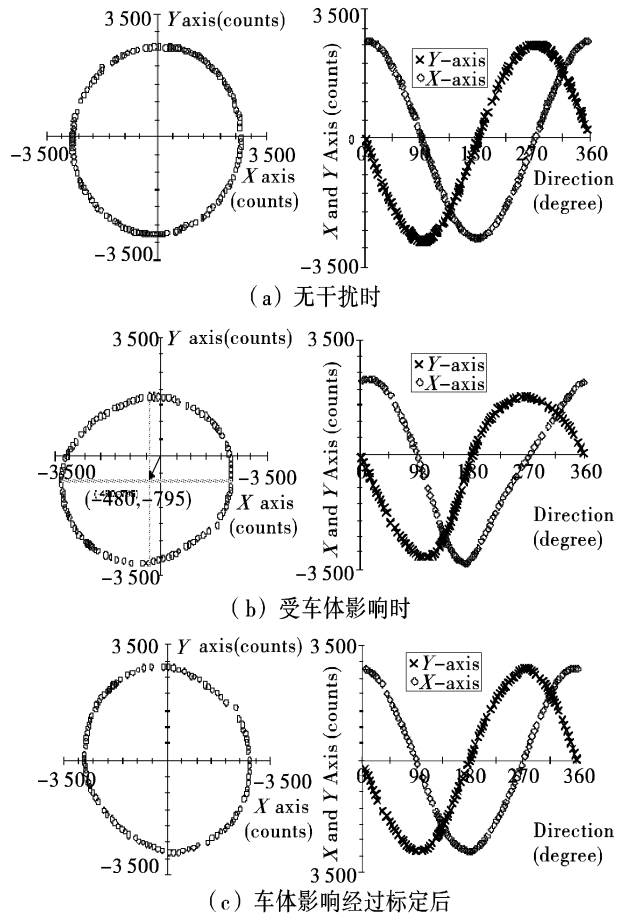 3 500
Y axis(counts)
−3 500
3 500
X axis
(counts)
−3 500
3 500
X and Y Axis (counts)
Y−axis
X−axis
0
0 90 180 270 360
Direction
(degree)
−3 500
(a) 无干扰时
3 500
Y axis(counts)
−3500
−3 500
(−480,−795)
X axis
(counts)
−3 500
3 500
X and Y Axis (counts)
Y−axis
X−axis
0 90 180 270 360
Direction
(degree)
−3 500
(b) 受车体影响时
3 500
Y axis(counts)
−3 500
−3 500
X axis
(counts)
−3 500
3 500
X and Y Axis (counts)
Y−axis
X−axis
0 90 180 270 360
Direction
(degree)
3 500
(c) 车体影响经过标定后